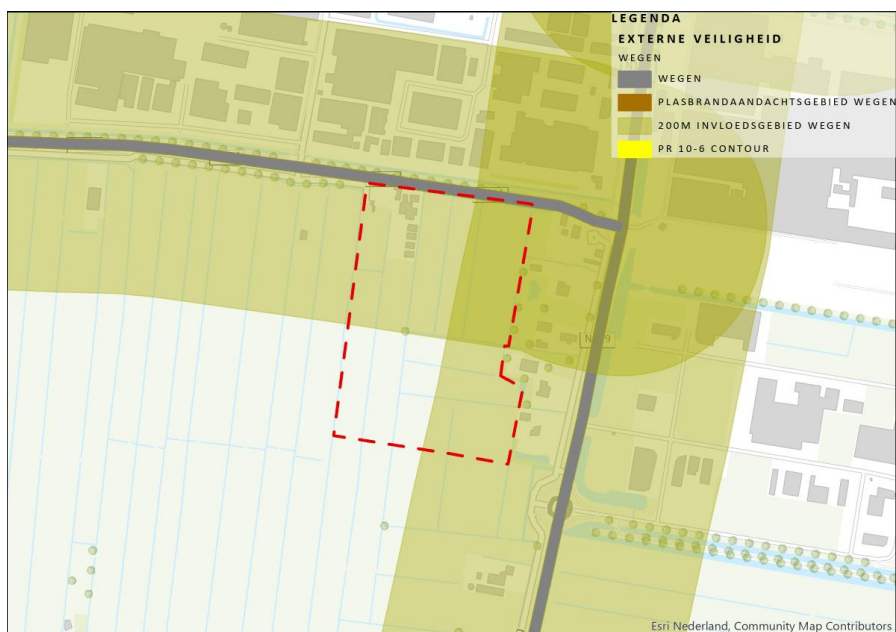 LEGENDA
EXTERNE VEILIGHEID
WEGEN
WEGEN
PLASBRANDAANDACHTSGEBIED WEGEN
200M INVLOEDSGEBIED WEGEN
PR 10-6 CONTOUR
Esri Nederland, Community Map Contributors